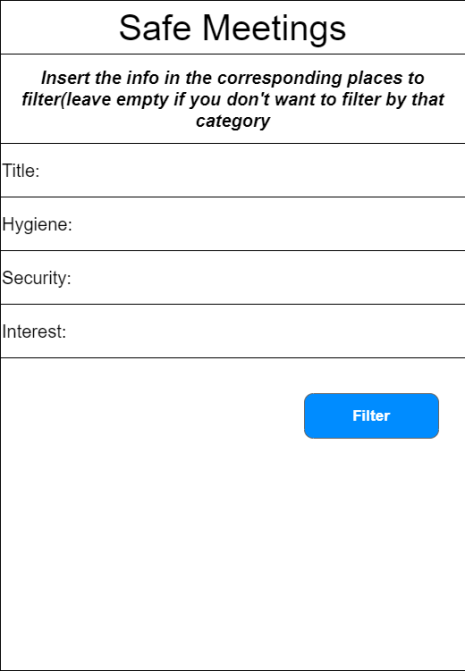 Safe Meetings
Insert the info in the corresponding places to
filter(leave empty if you don't want to filter by that
category
Title:
Hygiene:
Security:
Interest:
Filter